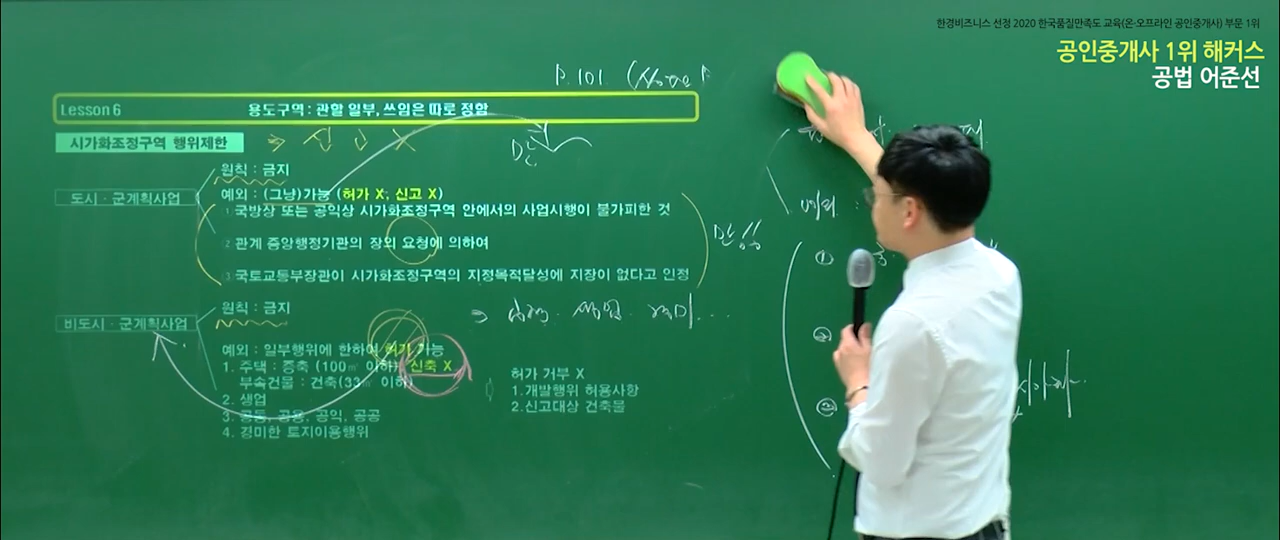 한경비즈니스 선정 2020 한국품질만족도 교육(온·오프라인 공인중개사) 부문 1위
공인중개사 1위 해커스
공법 어준선
P.101
Lesson 6 용도구역 : 관할 일부, 쓰임은 따로 정함
시가화조정구역 행위제한
원칙 : 금지
도시 · 군계획사업
예외 : (그냥)가능 (허가 X, 신고 X)
1 국방상 또는 공익상 시가화조정구역 안에서의 사업시행이 불가피한 것
2 관계 중앙행정기관의 장의 요청에 의하여
3 국토교통부장관이 시가화조정구역의 지정목적달성에 지장이 없다고 인정
원칙 : 금지
비도시 · 군계획사업
예외 : 일부행위에 한하여 허가 가능
1. 주택 : 증축 (100㎡ 이하) 신축 X
부속건물 : 건축(33㎡ 이하)
2. 생업
3. 공동, 공용, 공익, 공공
4. 경미한 토지이용행위
허가 거부 X
1.개발행위 허용사항
2.신고대상 건축물
예외 :
①
②
③